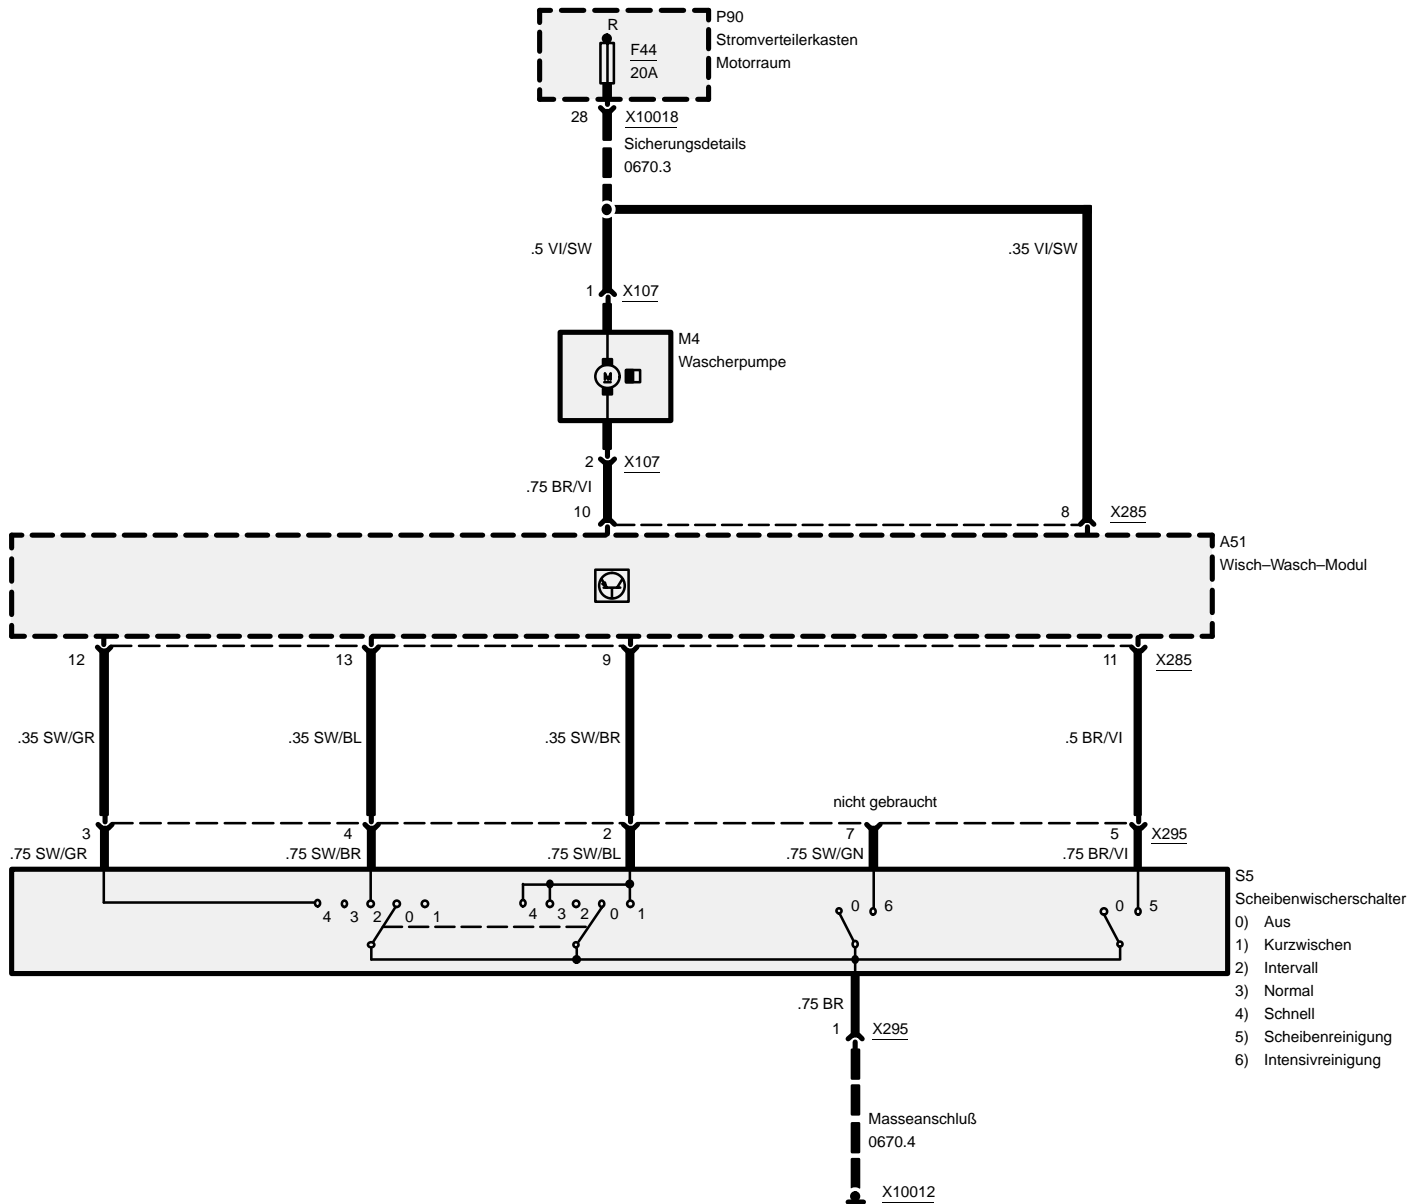 P90
R
Stromverteilerkasten
F44
Motorraum
20A
28
X10018
Sicherungsdetails
0670.3
.5 VI/SW
.35 VI/SW
1
X107
M4
Wascherpumpe
M
2
X107
.75 BR/VI
10
8
X285
A51
Wisch–Wasch–Modul
12
13
9
11
X285
.35 SW/GR
.35 SW/BL
.35 SW/BR
.5 BR/VI
nicht gebraucht
3
4
2
7
5
X295
.75 SW/GR
.75 SW/BR
.75 SW/BL
.75 SW/GN
.75 BR/VI
4 3 2 0 1
4 3 2 0 1
0 6
0 5
S5
Scheibenwischerschalter
0) Aus
1) Kurzwischen
2) Intervall
3) Normal
4) Schnell
5) Scheibenreinigung
6) Intensivreinigung
.75 BR
1
X295
Masseanschluß
0670.4
X10012